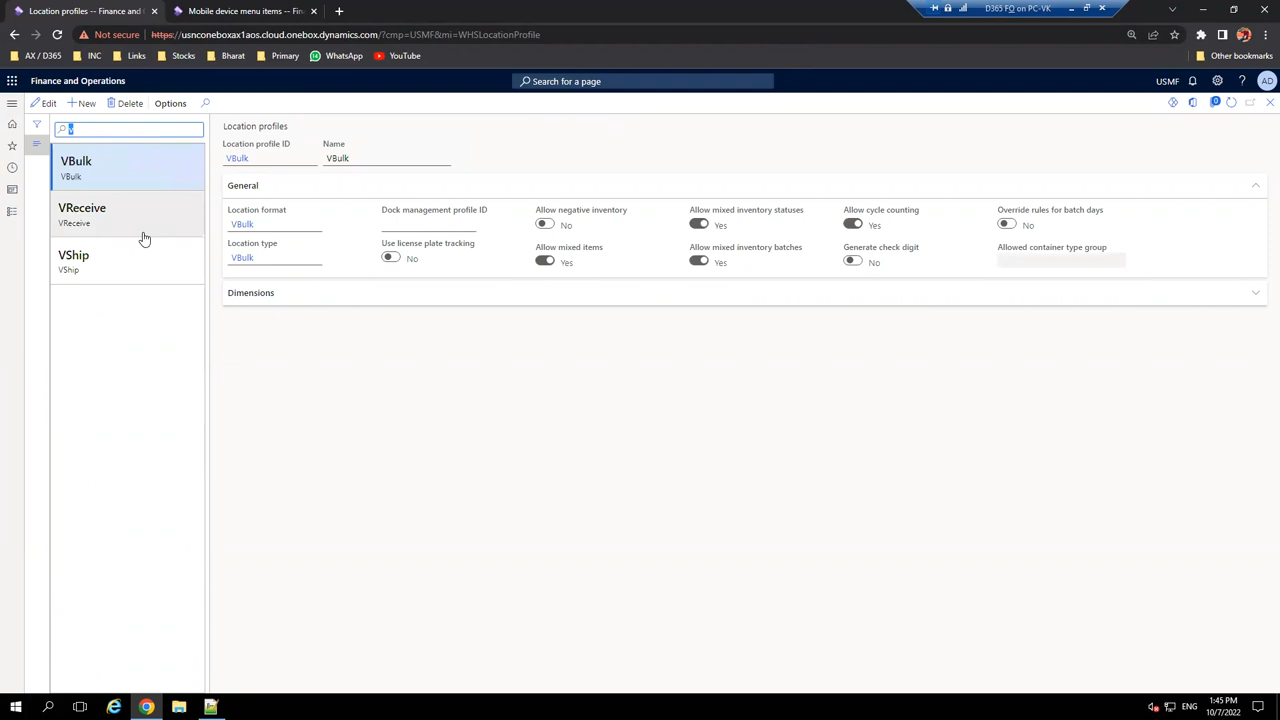 Location profiles -- Finance and O
Mobile device menu items -- Fina
D365 FO on PC-VK
Not secure
https://usnconeboxax1aos.cloud.onebox.dynamics.com/?cmp=USMF&mi=WHSLocationProfile
AX / D365
INC
Links
Stocks
Bharat
Primary
WhatsApp
YouTube
Other bookmarks
Finance and Operations
Search for a page
USMF
?
AD
Edit
New
Delete
Options
0
v
VBulk
VBulk
VReceive
VReceive
VShip
VShip
Location profiles
Location profile ID
Name
VBulk
VBulk
General
Location format
Dock management profile ID
Allow negative inventory
Allow mixed inventory statuses
Allow cycle counting
Override rules for batch days
VBulk
No
Yes
Yes
No
Location type
Use license plate tracking
Allow mixed items
Allow mixed inventory batches
Generate check digit
Allowed container type group
VBulk
No
Yes
Yes
No
Dimensions
ENG
1:45 PM
10/7/2022